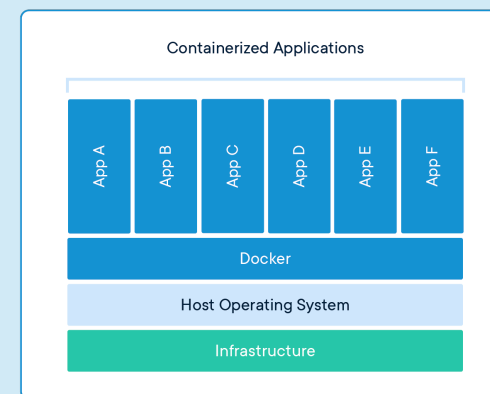 Containerized Applications
App A
App B
App C
App D
App E
App F
Docker
Host Operating System
Infrastructure